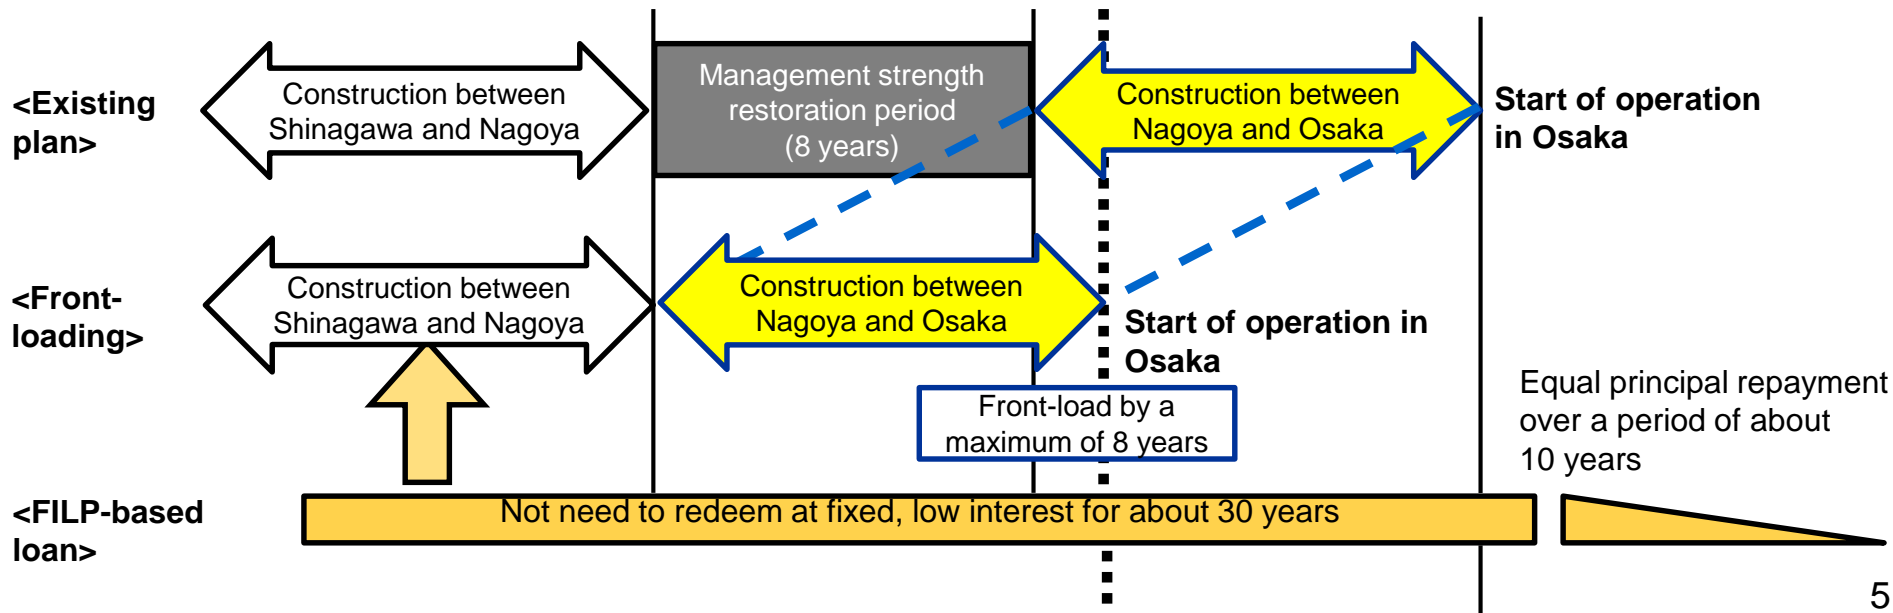 <Existing
plan>
Construction between
Shinagawa and Nagoya
Management strength
restoration period
(8 years)
Construction between
Nagoya and Osaka
Start of operation
in Osaka
<Front-
loading>
Construction between
Shinagawa and Nagoya
Construction between
Nagoya and Osaka
Start of operation in
Osaka
Front-load by a
maximum of 8 years
Equal principal repayment
over a period of about
10 years
<FILP-based
loan>
Not need to redeem at fixed, low interest for about 30 years
5